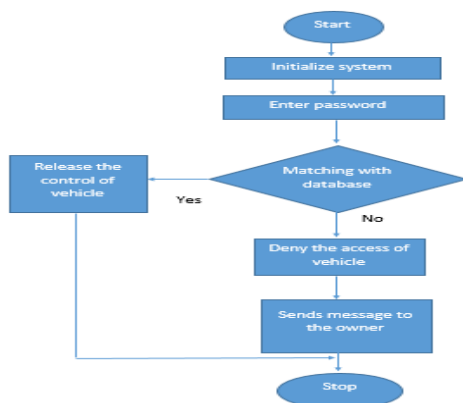 Start
Initialize system
Enter password
Matching with
database
Release the
control of
vehicle
Yes
No
Deny the access of
vehicle
Sends message to
the owner
Stop